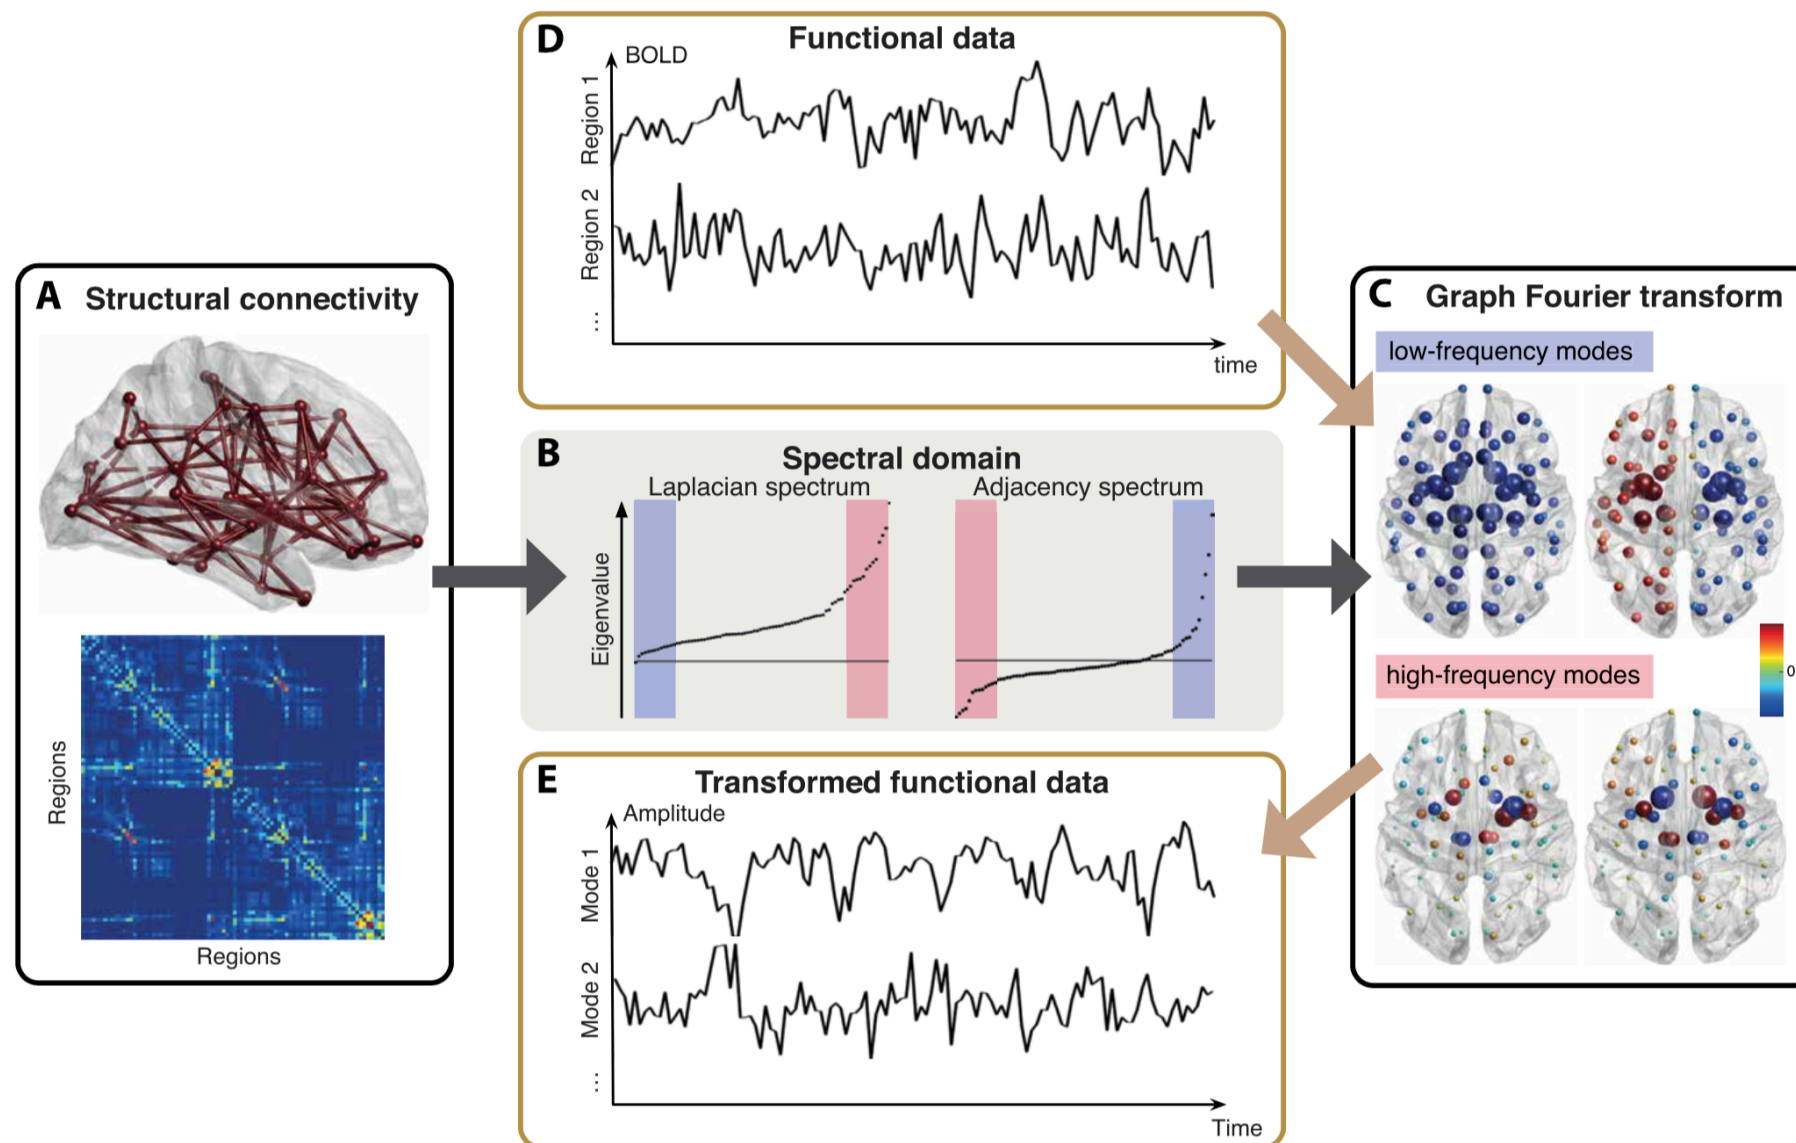 A Structural connectivity
Regions
Regions
D Functional data
BOLD
Region 1
Region 2
...
time
B Spectral domain
Laplacian spectrum
Adjacency spectrum
Eigenvalue
C Graph Fourier transform
low-frequency modes
high-frequency modes
0
E Transformed functional data
Amplitude
Mode 1
Mode 2
...
Time